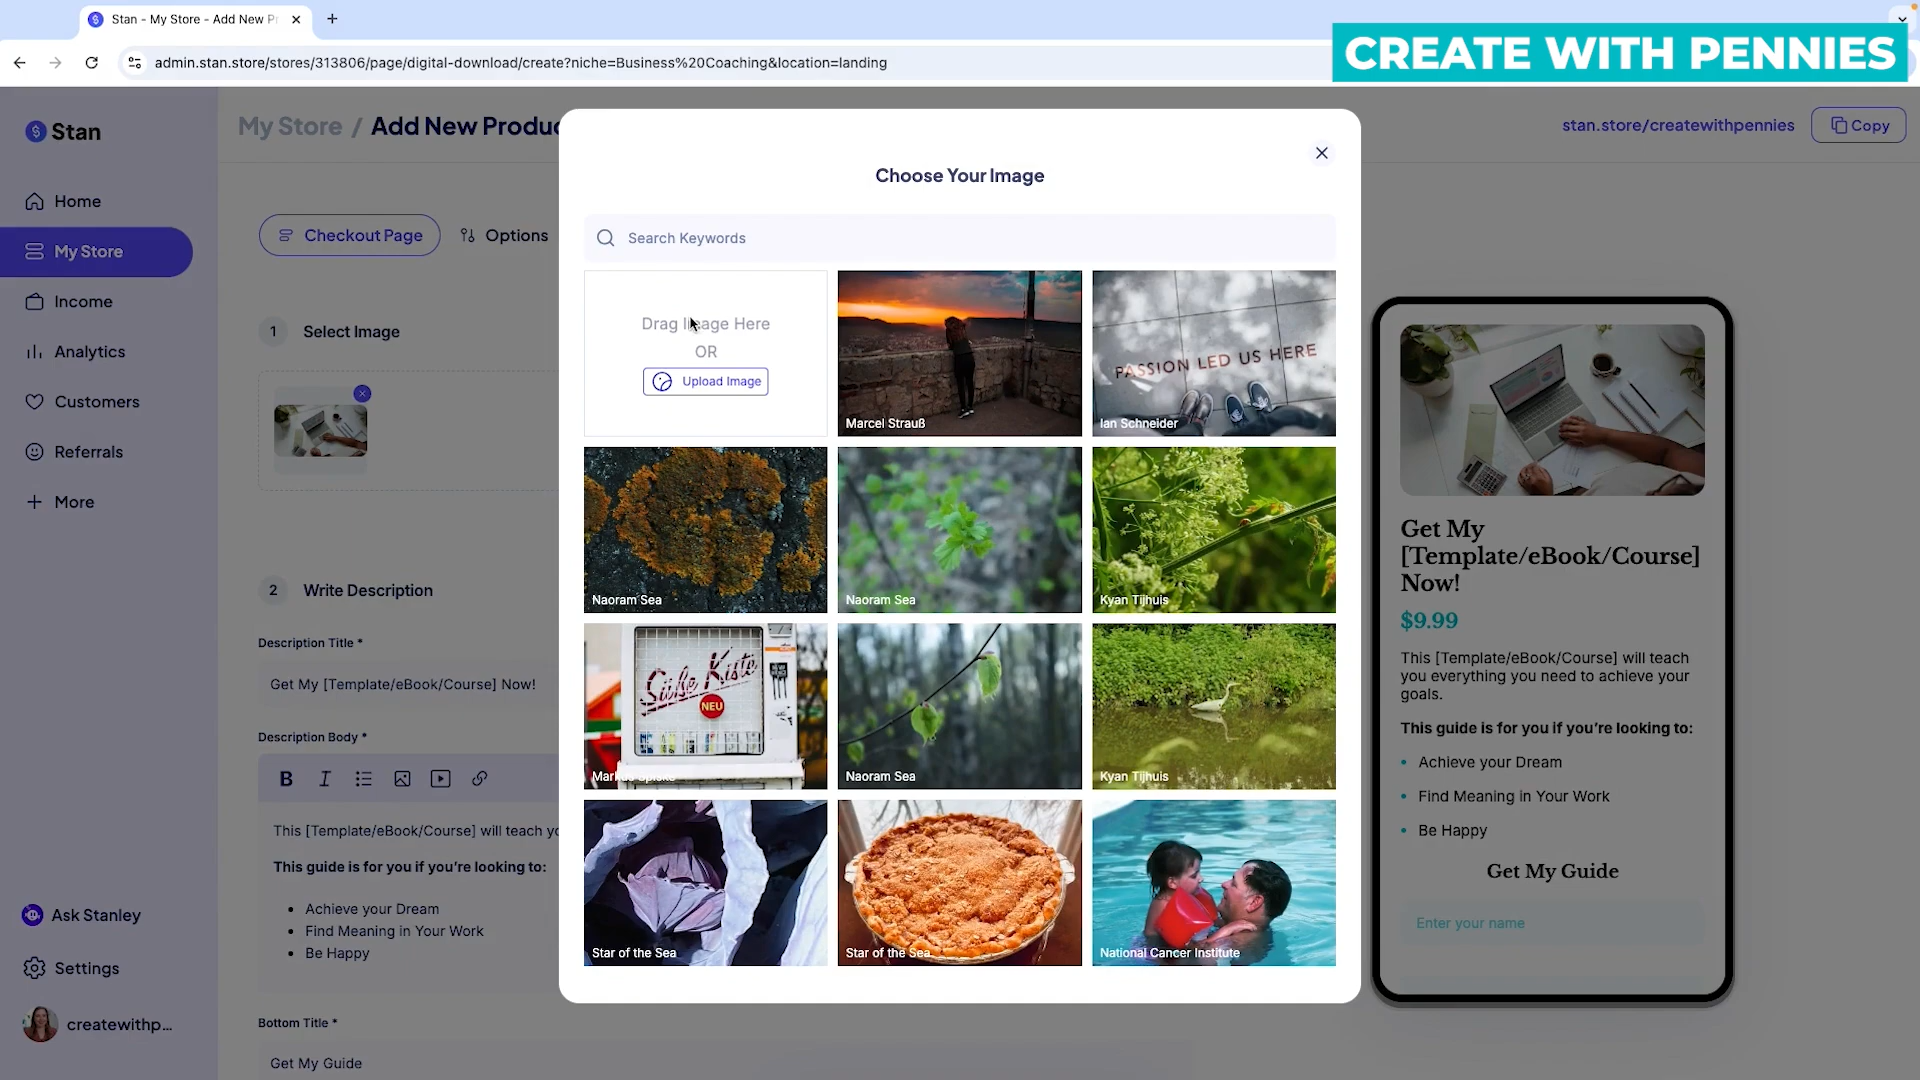 Stan - My Store - Add New P
CREATE WITH PENNIES
admin.stan.store/stores/313806/page/digital-download/create?niche=Business%20Coaching&location=landing
Stan
My Store / Add New Produc
stan.store/createwithpennies
Copy
Home
My Store
Income
Analytics
Customers
Referrals
More
Ask Stanley
Settings
createwithp...
Checkout Page
Options
1 Select Image
2 Write Description
Description Title *
Get My [Template/eBook/Course] Now!
Description Body *
B I
This [Template/eBook/Course] will teach yo
This guide is for you if you're looking to:
Achieve your Dream
Find Meaning in Your Work
Be Happy
Bottom Title *
Get My Guide
Choose Your Image
Search Keywords
Drag Image Here
OR
Upload Image
Marcel Strauß
PASSION LED US HERE
Ian Schneider
Naoram Sea
Naoram Sea
Kyan Tijhuis
Süße Kiste
NEU
Markus Spiske
Naoram Sea
Kyan Tijhuis
Star of the Sea
Star of the Sea
National Cancer Institute
Get My
[Template/eBook/Course]
Now!
$9.99
This [Template/eBook/Course] will teach
you everything you need to achieve your
goals.
This guide is for you if you're looking to:
Achieve your Dream
Find Meaning in Your Work
Be Happy
Get My Guide
Enter your name